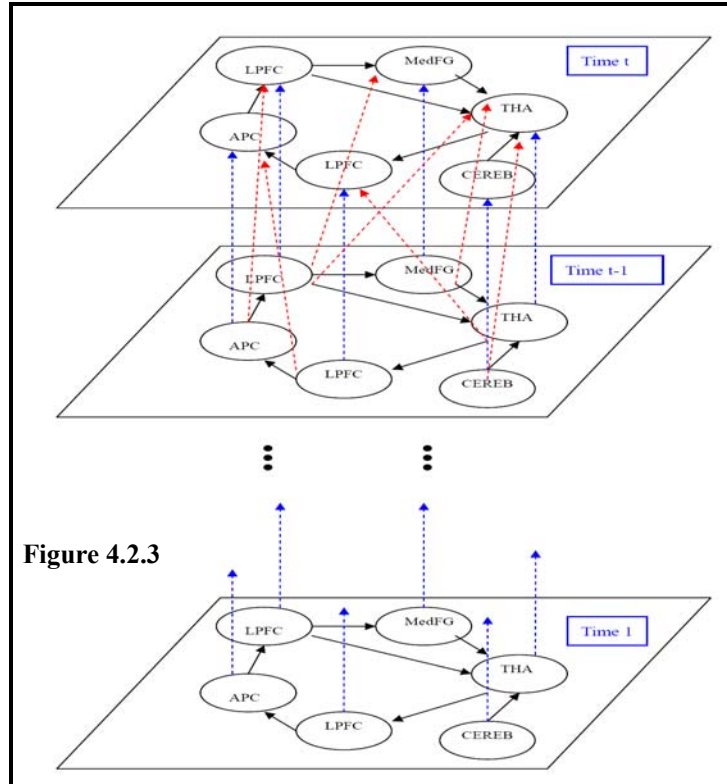 LPFC
MedFG
Time t
THA
APC
LPFC
CEREB
LPFC
MedFG
Time t-1
THA
APC
LPFC
CEREB
Figure 4.2.3
LPFC
MedFG
Time 1
THA
APC
LPFC
CEREB